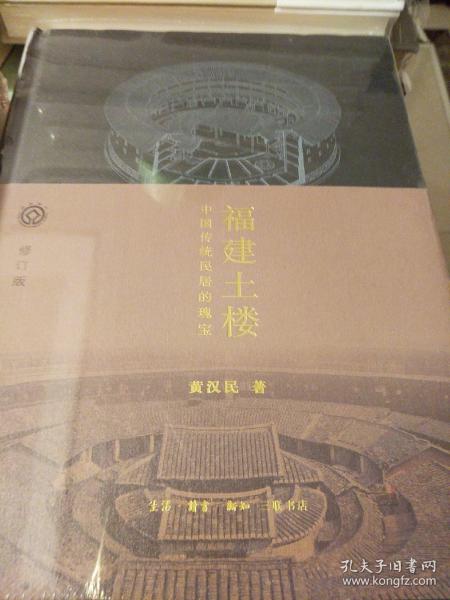 福建土楼
中国传统民居的瑰宝
修订版
黄汉民 著
生活 讀書 新知 三联书店
孔夫子旧书网
www.kongfz.com